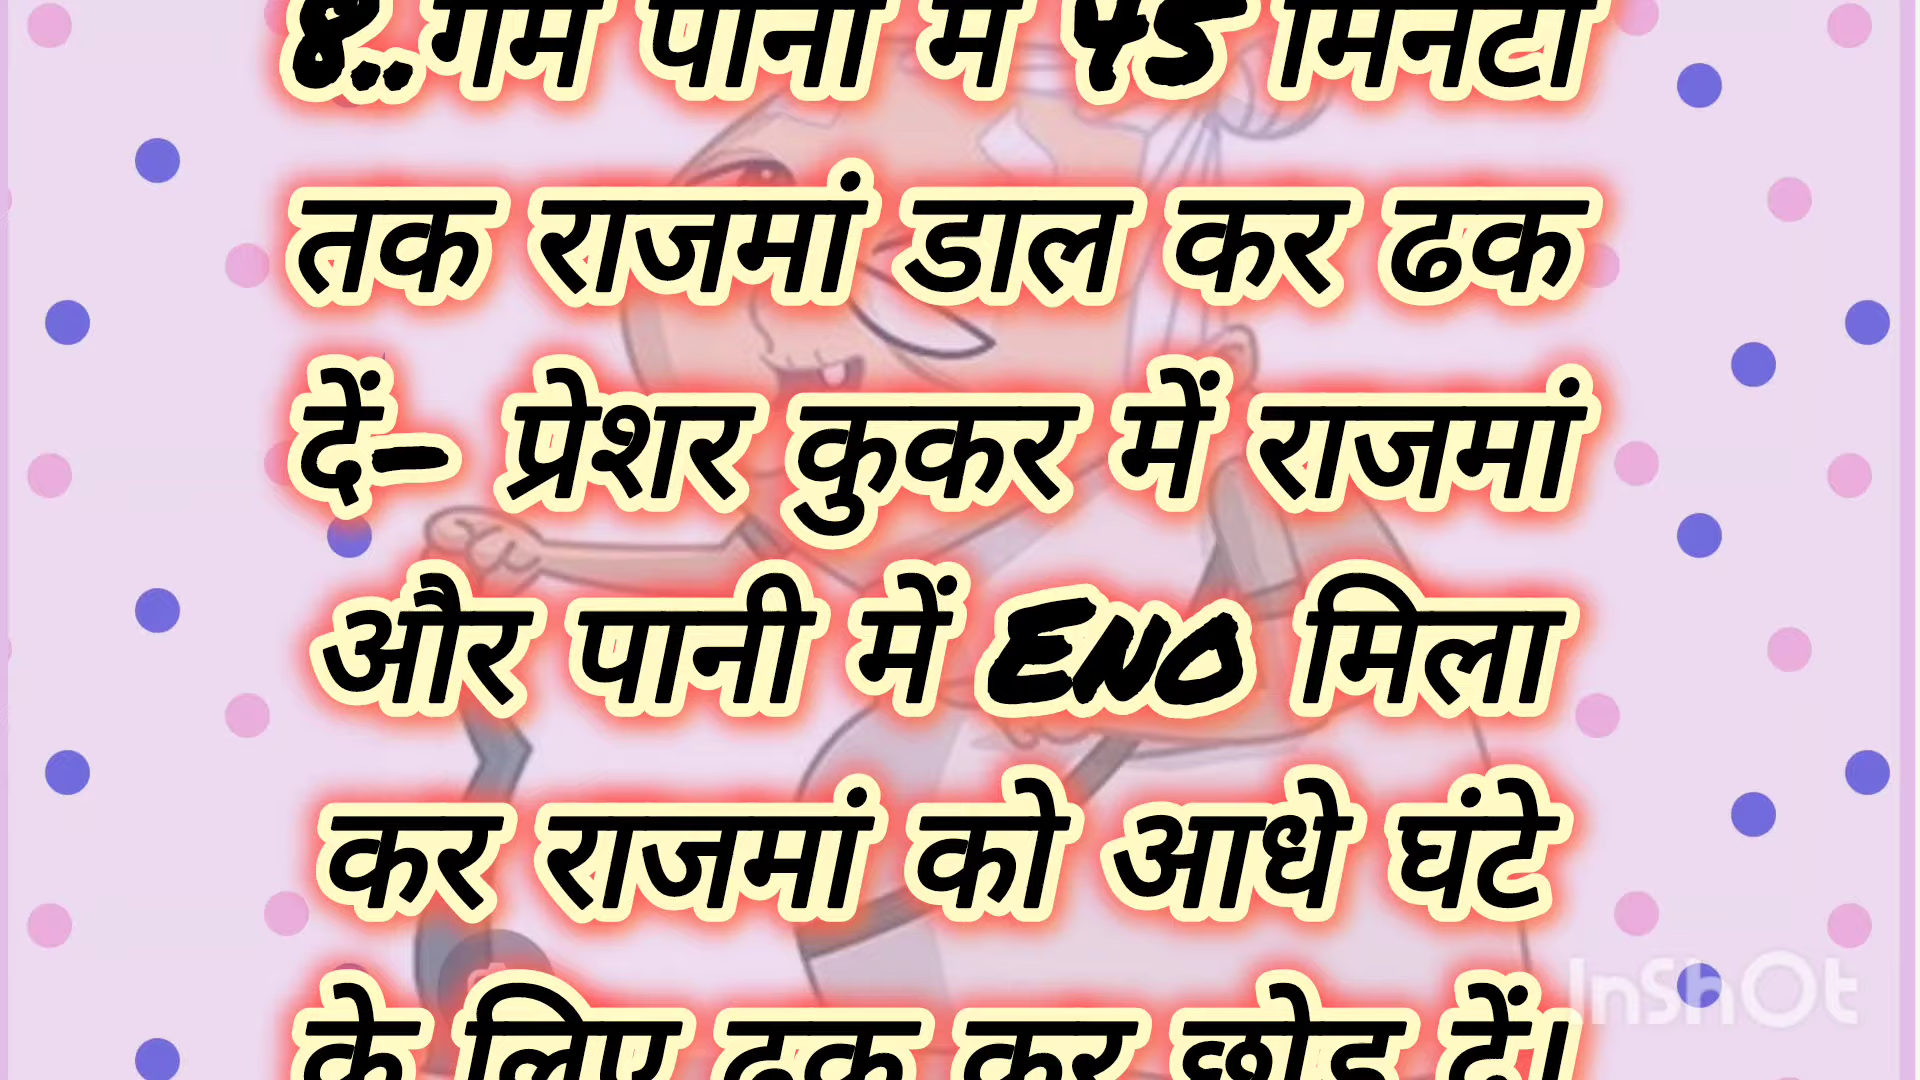 8..गर्म पानी में 45 मिनटों
तक राजमां डाल कर ढक
दें- प्रेशर कुकर में राजमां
और पानी में ENO मिला
कर राजमां को आधे घंटे
के लिए ढक कर छोड़ दें।
InShOt